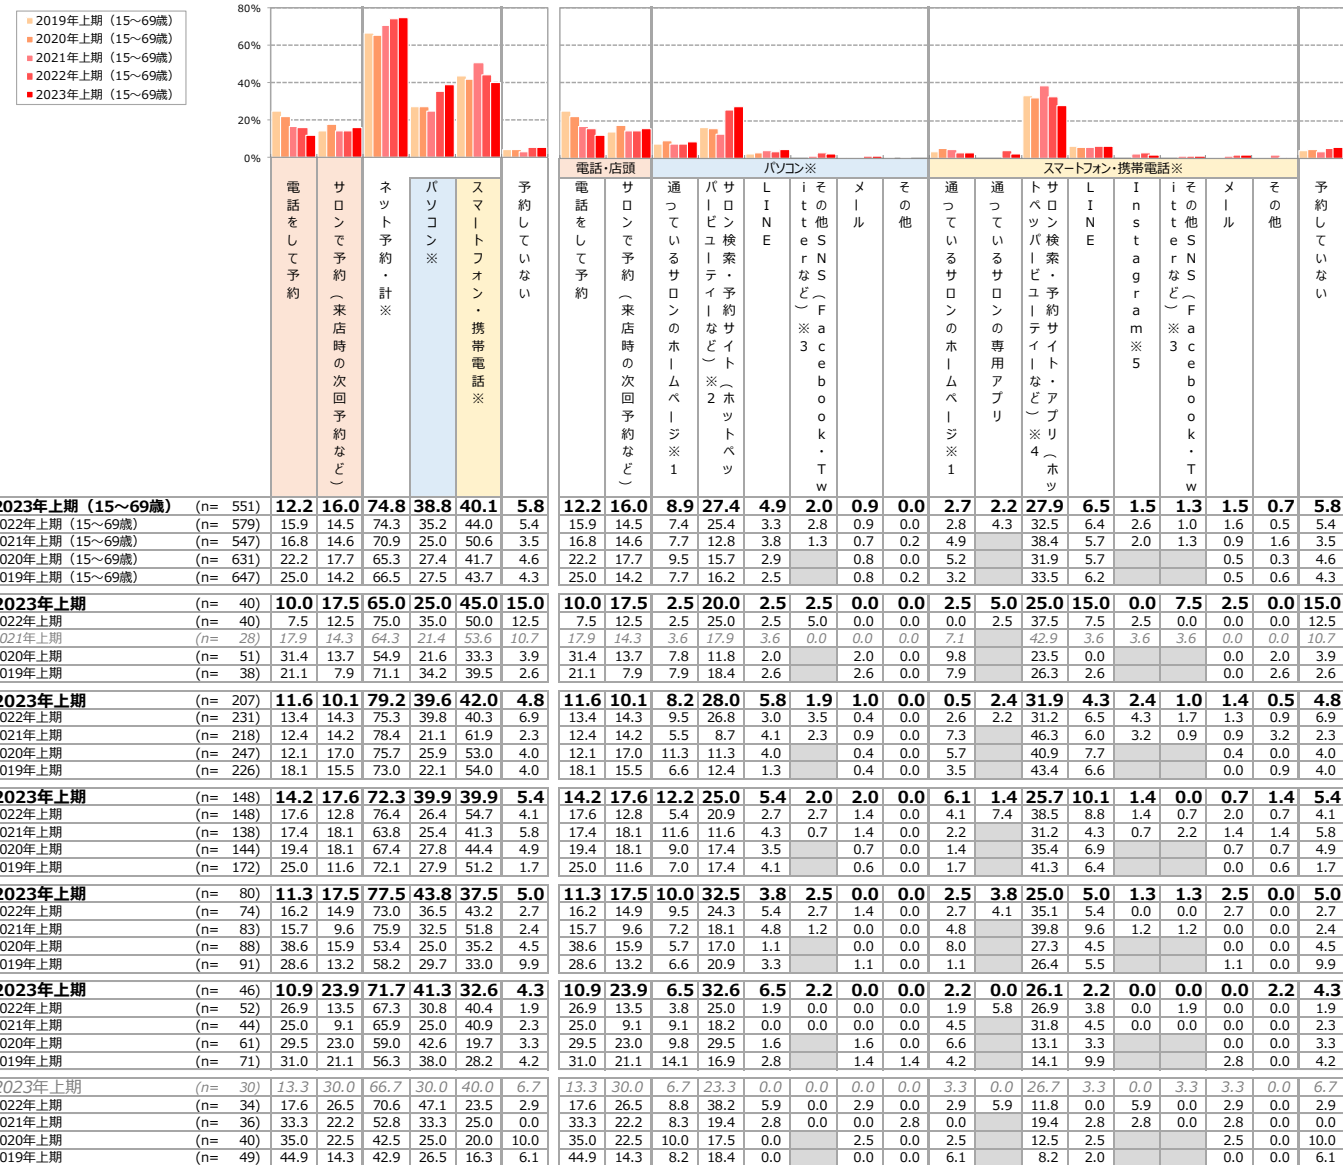 2019年上期（15～69歳）
2020年上期（15～69歳）
2021年上期（15～69歳）
2022年上期（15～69歳）
2023年上期（15～69歳）
80%
60%
40%
20%
0%
電話・店頭 パソコン※ スマートフォン・携帯電話※
電話をして予約
サロンで予約（来店時の次回予約など）
ネット予約・計※
パソコン※
スマートフォン・携帯電話※
予約していない
電話をして予約
サロンで予約（来店時の次回予約など）
通っているサロンのホームページ※1
サロン検索・予約サイト（ホットペッ
パービューティーなど）※2
LINE
その他SNS（Facebook・Tw
itterなど）※3
メール
その他
通っているサロンのホームページ※1
通っているサロンの専用アプリ
サロン検索・予約サイト・アプリ（ホッ
トペッパービューティーなど）※4
LINE
Instagram※5
その他SNS（Facebook・Tw
itterなど）※3
メール
その他
予約していない
2023年上期（15～69歳） (n= 551) 12.2 16.0 74.8 38.8 40.1 5.8 12.2 16.0 8.9 27.4 4.9 2.0 0.9 0.0 2.7 2.2 27.9 6.5 1.5 1.3 1.5 0.7 5.8
022年上期（15～69歳） (n= 579) 15.9 14.5 74.3 35.2 44.0 5.4 15.9 14.5 7.4 25.4 3.3 2.8 0.9 0.0 2.8 4.3 32.5 6.4 2.6 1.0 1.6 0.5 5.4
021年上期（15～69歳） (n= 547) 16.8 14.6 70.9 25.0 50.6 3.5 16.8 14.6 7.7 12.8 3.8 1.3 0.7 0.2 4.9 38.4 5.7 2.0 1.3 0.9 1.6 3.5
020年上期（15～69歳） (n= 631) 22.2 17.7 65.3 27.4 41.7 4.6 22.2 17.7 9.5 15.7 2.9 0.8 0.0 5.2 31.9 5.7 0.5 0.3 4.6
019年上期（15～69歳） (n= 647) 25.0 14.2 66.5 27.5 43.7 4.3 25.0 14.2 7.7 16.2 2.5 0.8 0.2 3.2 33.5 6.2 0.5 0.6 4.3
2023年上期 (n= 40) 10.0 17.5 65.0 25.0 45.0 15.0 10.0 17.5 2.5 20.0 2.5 2.5 0.0 0.0 2.5 5.0 25.0 15.0 0.0 7.5 2.5 0.0 15.0
022年上期 (n= 40) 7.5 12.5 75.0 35.0 50.0 12.5 7.5 12.5 2.5 25.0 2.5 5.0 0.0 0.0 0.0 2.5 37.5 7.5 2.5 0.0 0.0 0.0 12.5
021年上期 (n= 28) 17.9 14.3 64.3 21.4 53.6 10.7 17.9 14.3 3.6 17.9 3.6 0.0 0.0 0.0 7.1 42.9 3.6 3.6 3.6 0.0 0.0 10.7
020年上期 (n= 51) 31.4 13.7 54.9 21.6 33.3 3.9 31.4 13.7 7.8 11.8 2.0 2.0 0.0 9.8 23.5 0.0 0.0 2.0 3.9
019年上期 (n= 38) 21.1 7.9 71.1 34.2 39.5 2.6 21.1 7.9 7.9 18.4 2.6 2.6 0.0 7.9 26.3 2.6 0.0 2.6 2.6
2023年上期 (n= 207) 11.6 10.1 79.2 39.6 42.0 4.8 11.6 10.1 8.2 28.0 5.8 1.9 1.0 0.0 0.5 2.4 31.9 4.3 2.4 1.0 1.4 0.5 4.8
022年上期 (n= 231) 13.4 14.3 75.3 39.8 40.3 6.9 13.4 14.3 9.5 26.8 3.0 3.5 0.4 0.0 2.6 2.2 31.2 6.5 4.3 1.7 1.3 0.9 6.9
021年上期 (n= 218) 12.4 14.2 78.4 21.1 61.9 2.3 12.4 14.2 5.5 8.7 4.1 2.3 0.9 0.0 7.3 46.3 6.0 3.2 0.9 0.9 3.2 2.3
020年上期 (n= 247) 12.1 17.0 75.7 25.9 53.0 4.0 12.1 17.0 11.3 11.3 4.0 0.4 0.0 5.7 40.9 7.7 0.4 0.0 4.0
019年上期 (n= 226) 18.1 15.5 73.0 22.1 54.0 4.0 18.1 15.5 6.6 12.4 1.3 0.4 0.0 3.5 43.4 6.6 0.0 0.9 4.0
2023年上期 (n= 148) 14.2 17.6 72.3 39.9 39.9 5.4 14.2 17.6 12.2 25.0 5.4 2.0 2.0 0.0 6.1 1.4 25.7 10.1 1.4 0.0 0.7 1.4 5.4
022年上期 (n= 148) 17.6 12.8 76.4 26.4 54.7 4.1 17.6 12.8 5.4 20.9 2.7 2.7 1.4 0.0 4.1 7.4 38.5 8.8 1.4 0.7 2.0 0.7 4.1
021年上期 (n= 138) 17.4 18.1 63.8 25.4 41.3 5.8 17.4 18.1 11.6 11.6 4.3 0.7 1.4 0.0 2.2 31.2 4.3 0.7 2.2 1.4 1.4 5.8
020年上期 (n= 144) 19.4 18.1 67.4 27.8 44.4 4.9 19.4 18.1 9.0 17.4 3.5 0.7 0.0 1.4 35.4 6.9 0.7 0.7 4.9
019年上期 (n= 172) 25.0 11.6 72.1 27.9 51.2 1.7 25.0 11.6 7.0 17.4 4.1 0.6 0.0 1.7 41.3 6.4 0.0 0.6 1.7
2023年上期 (n= 80) 11.3 17.5 77.5 43.8 37.5 5.0 11.3 17.5 10.0 32.5 3.8 2.5 0.0 0.0 2.5 3.8 25.0 5.0 1.3 1.3 2.5 0.0 5.0
022年上期 (n= 74) 16.2 14.9 73.0 36.5 43.2 2.7 16.2 14.9 9.5 24.3 5.4 2.7 1.4 0.0 2.7 4.1 35.1 5.4 0.0 0.0 2.7 0.0 2.7
021年上期 (n= 83) 15.7 9.6 75.9 32.5 51.8 2.4 15.7 9.6 7.2 18.1 4.8 1.2 0.0 0.0 4.8 39.8 9.6 1.2 1.2 0.0 0.0 2.4
020年上期 (n= 88) 38.6 15.9 53.4 25.0 35.2 4.5 38.6 15.9 5.7 17.0 1.1 0.0 0.0 8.0 27.3 4.5 0.0 0.0 4.5
019年上期 (n= 91) 28.6 13.2 58.2 29.7 33.0 9.9 28.6 13.2 6.6 20.9 3.3 1.1 0.0 1.1 26.4 5.5 1.1 0.0 9.9
2023年上期 (n= 46) 10.9 23.9 71.7 41.3 32.6 4.3 10.9 23.9 6.5 32.6 6.5 2.2 0.0 0.0 2.2 0.0 26.1 2.2 0.0 0.0 0.0 2.2 4.3
022年上期 (n= 52) 26.9 13.5 67.3 30.8 40.4 1.9 26.9 13.5 3.8 25.0 1.9 0.0 0.0 0.0 1.9 5.8 26.9 3.8 0.0 1.9 0.0 0.0 1.9
021年上期 (n= 44) 25.0 9.1 65.9 25.0 40.9 2.3 25.0 9.1 9.1 18.2 0.0 0.0 0.0 0.0 4.5 31.8 4.5 0.0 0.0 0.0 0.0 2.3
020年上期 (n= 61) 29.5 23.0 59.0 42.6 19.7 3.3 29.5 23.0 9.8 29.5 1.6 1.6 0.0 6.6 13.1 3.3 0.0 0.0 3.3
019年上期 (n= 71) 31.0 21.1 56.3 38.0 28.2 4.2 31.0 21.1 14.1 16.9 2.8 1.4 1.4 4.2 14.1 9.9 2.8 0.0 4.2
2023年上期 (n= 30) 13.3 30.0 66.7 30.0 40.0 6.7 13.3 30.0 6.7 23.3 0.0 0.0 0.0 0.0 3.3 0.0 26.7 3.3 0.0 3.3 3.3 0.0 6.7
022年上期 (n= 34) 17.6 26.5 70.6 47.1 23.5 2.9 17.6 26.5 8.8 38.2 5.9 0.0 2.9 0.0 2.9 5.9 11.8 0.0 5.9 0.0 2.9 0.0 2.9
021年上期 (n= 36) 33.3 22.2 52.8 33.3 25.0 0.0 33.3 22.2 8.3 19.4 2.8 0.0 0.0 2.8 0.0 19.4 2.8 2.8 0.0 2.8 0.0 0.0
020年上期 (n= 40) 35.0 22.5 42.5 25.0 20.0 10.0 35.0 22.5 10.0 17.5 0.0 2.5 0.0 2.5 12.5 2.5 2.5 0.0 10.0
019年上期 (n= 49) 44.9 14.3 42.9 26.5 16.3 6.1 44.9 14.3 8.2 18.4 0.0 0.0 0.0 6.1 8.2 2.0 0.0 0.0 6.1